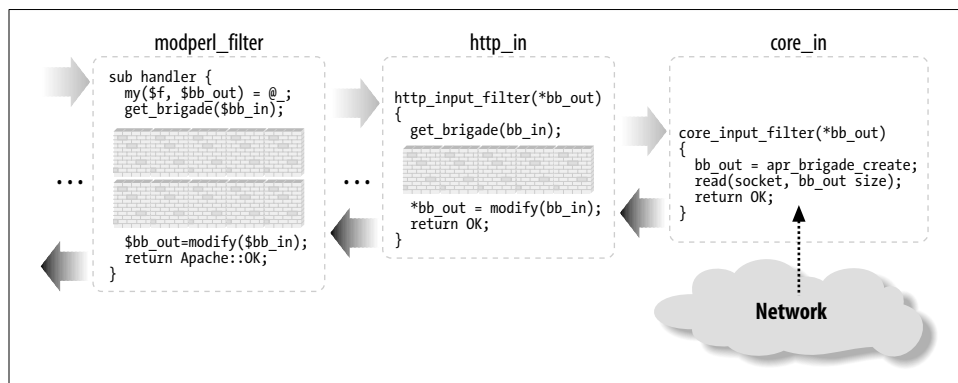 modperl_filter
sub handler {
my($f, $bb_out) = @_;
get_brigade($bb_in);
...
$bb_out=modify($bb_in);
return Apache::OK;
}
http_in
http_input_filter(*bb_out)
{
get_brigade(bb_in);
...
*bb_out = modify(bb_in);
return OK;
}
core_in
core_input_filter(*bb_out)
{
bb_out = apr_brigade_create;
read(socket, bb_out size);
return OK;
}
Network